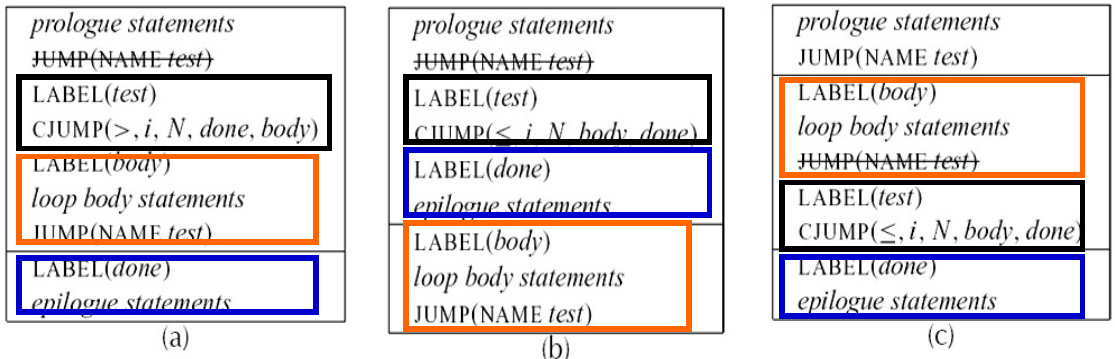 prologue statements
JUMP(NAME test)
LABEL(test)
CJUMP(>, i, N, done, body)
LABEL(body)
loop body statements
JUMP(NAME test)
LABEL(done)
epilogue statements
(a)
prologue statements
JUMP(NAME test)
LABEL(test)
CJUMP(≤, i, N, body, done)
LABEL(done)
epilogue statements
LABEL(body)
loop body statements
JUMP(NAME test)
(b)
prologue statements
JUMP(NAME test)
LABEL(body)
loop body statements
JUMP(NAME test)
LABEL(test)
CJUMP(≤, i, N, body, done)
LABEL(done)
epilogue statements
(c)